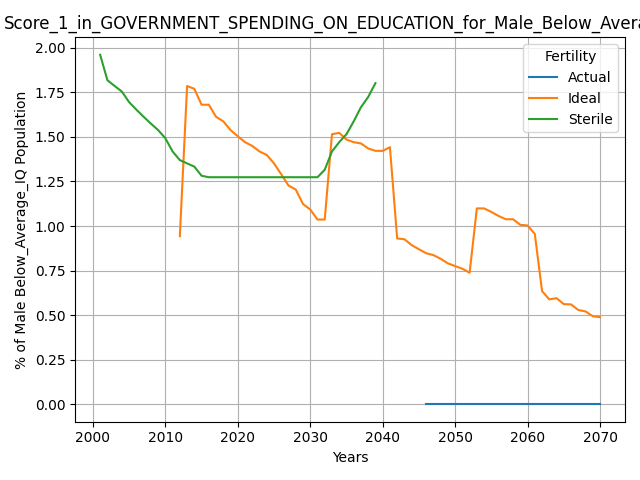 Score_1_in_GOVERNMENT_SPENDING_ON_EDUCATION_for_Male_Below_Avera
Fertility
Actual
Ideal
Sterile
% of Male Below_Average_IQ Population
2.00
1.75
1.50
1.25
1.00
0.75
0.50
0.25
0.00
2000 2010 2020 2030 2040 2050 2060 2070
Years